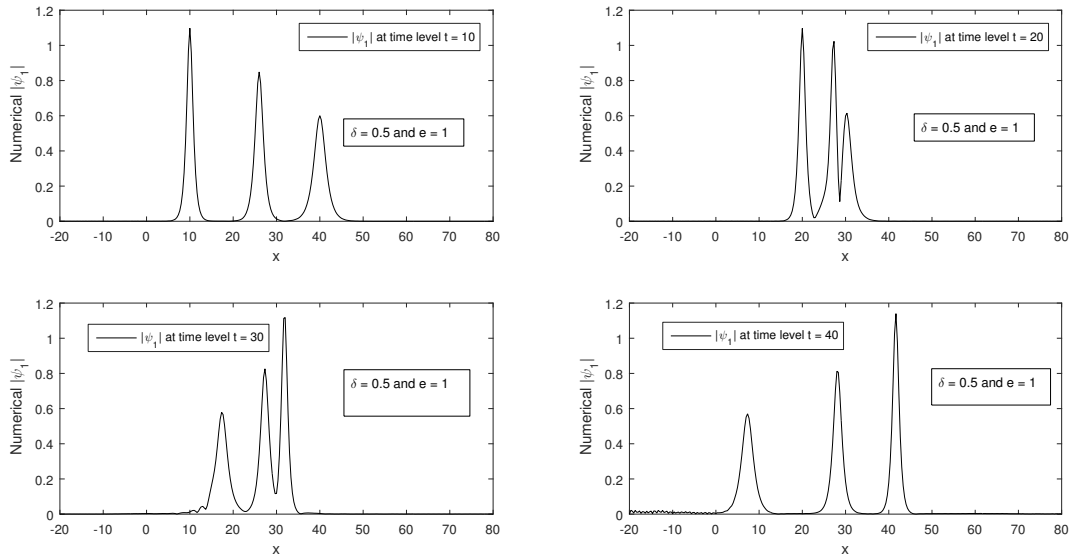 1.2
1
0.8
0.6
0.4
0.2
0
Numerical |ψ₁|
|ψ₁| at time level t = 10
δ = 0.5 and e = 1
-20 -10 0 10 20 30 40 50 60 70 80
x
1.2
1
0.8
0.6
0.4
0.2
0
Numerical |ψ₁|
|ψ₁| at time level t = 20
δ = 0.5 and e = 1
-20 -10 0 10 20 30 40 50 60 70 80
x
1.2
1
0.8
0.6
0.4
0.2
0
Numerical |ψ₁|
|ψ₁| at time level t = 30
δ = 0.5 and e = 1
-20 -10 0 10 20 30 40 50 60 70 80
x
1.2
1
0.8
0.6
0.4
0.2
0
Numerical |ψ₁|
|ψ₁| at time level t = 40
δ = 0.5 and e = 1
-20 -10 0 10 20 30 40 50 60 70 80
x